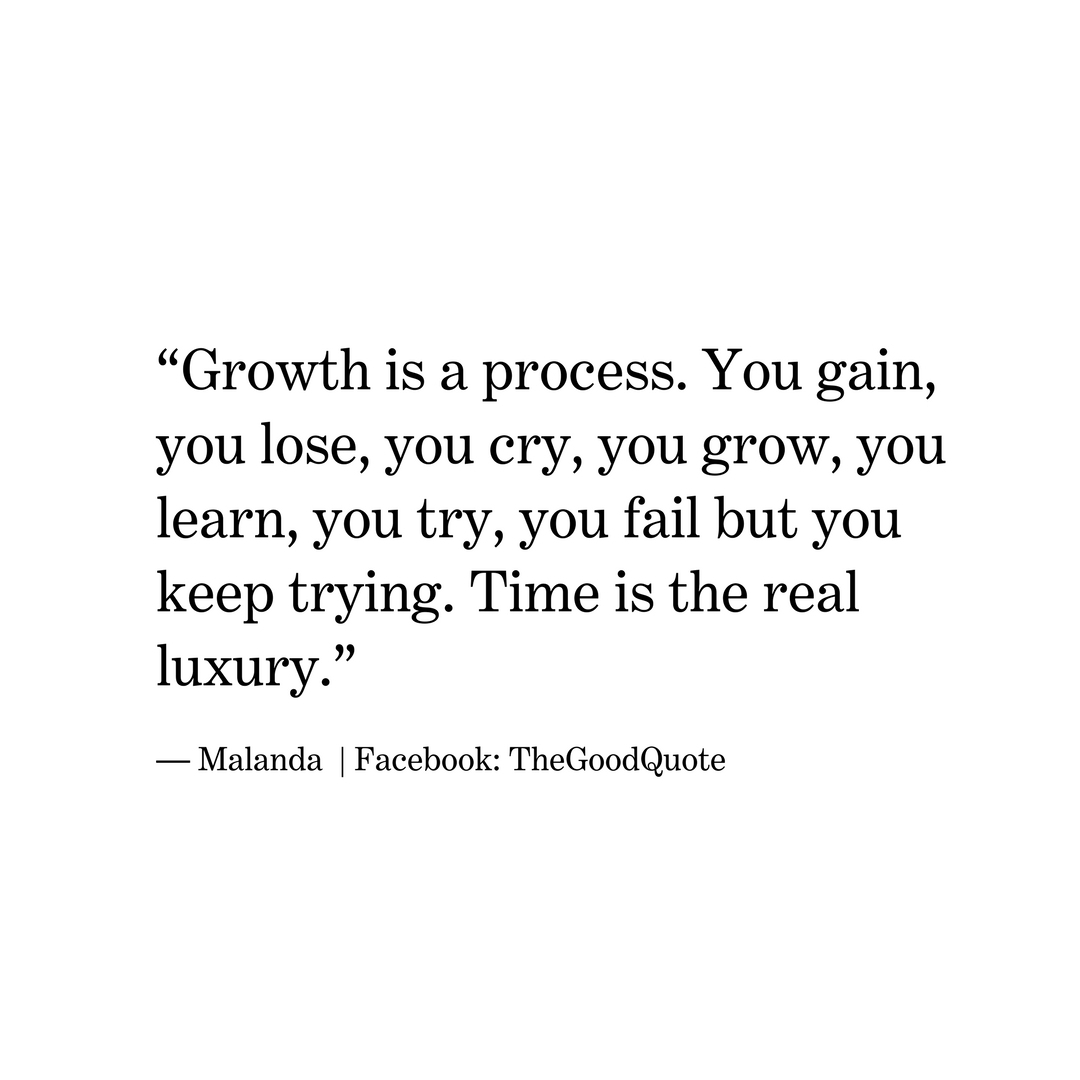 “Growth is a process. You gain,
you lose, you cry, you grow, you
learn, you try, you fail but you
keep trying. Time is the real
luxury.”
— Malanda | Facebook: TheGoodQuote